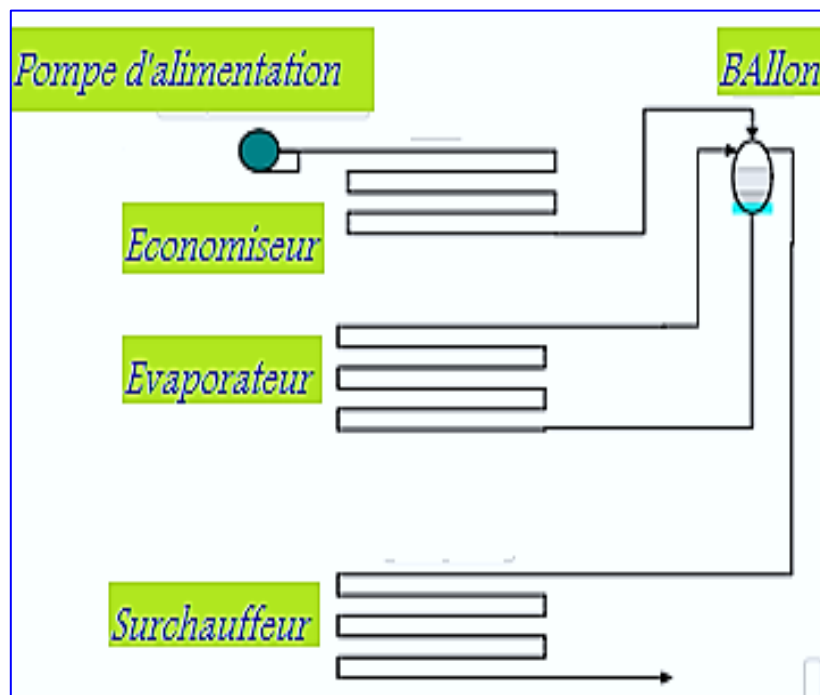 Pompe d'alimentation
BAllon
Economiseur
Evaporateur
Surchauffeur